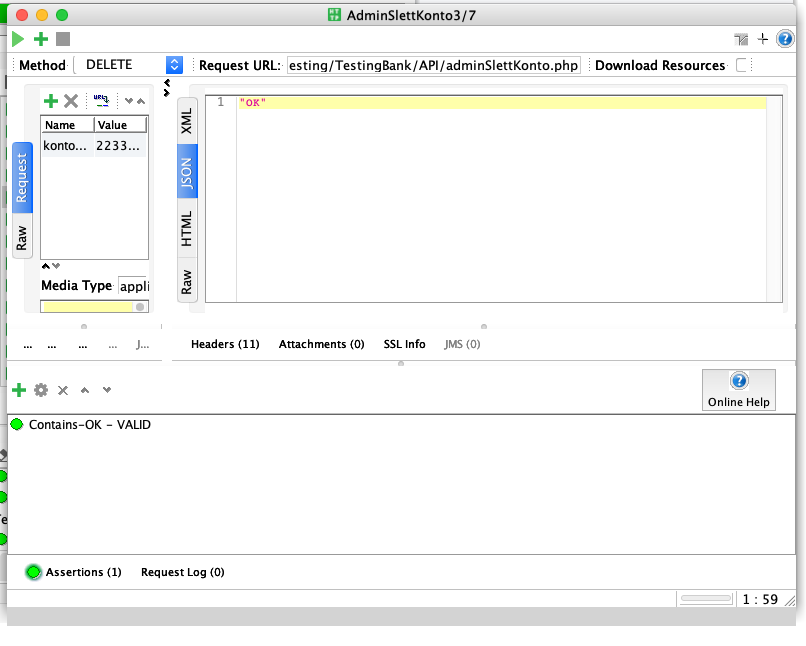 AdminSlettKonto3/7
Method DELETE Request URL: esting/TestingBank/API/adminSlettKonto.php Download Resources
Name Value
konto... 2233...
Request
Raw
Media Type appli
XML
JSON
HTML
Raw
1 "OK"
... ... ... ... J...
Headers (11) Attachments (0) SSL Info JMS (0)
Online Help
Contains-OK - VALID
Assertions (1) Request Log (0)
1 : 59